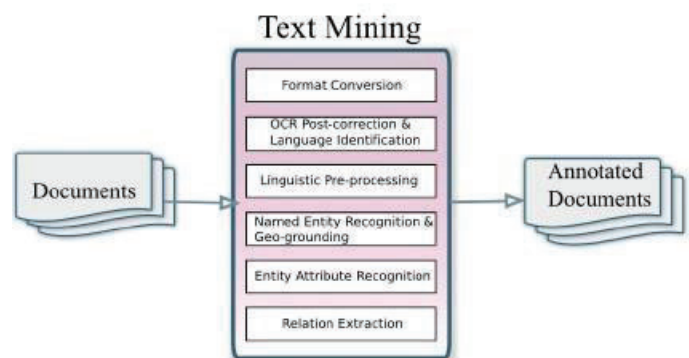 Text Mining
Format Conversion
OCR Post-correction &
Language Identification
Documents
Linguistic Pre-processing
Annotated
Documents
Named Entity Recognition &
Geo-grounding
Entity Attribute Recognition
Relation Extraction